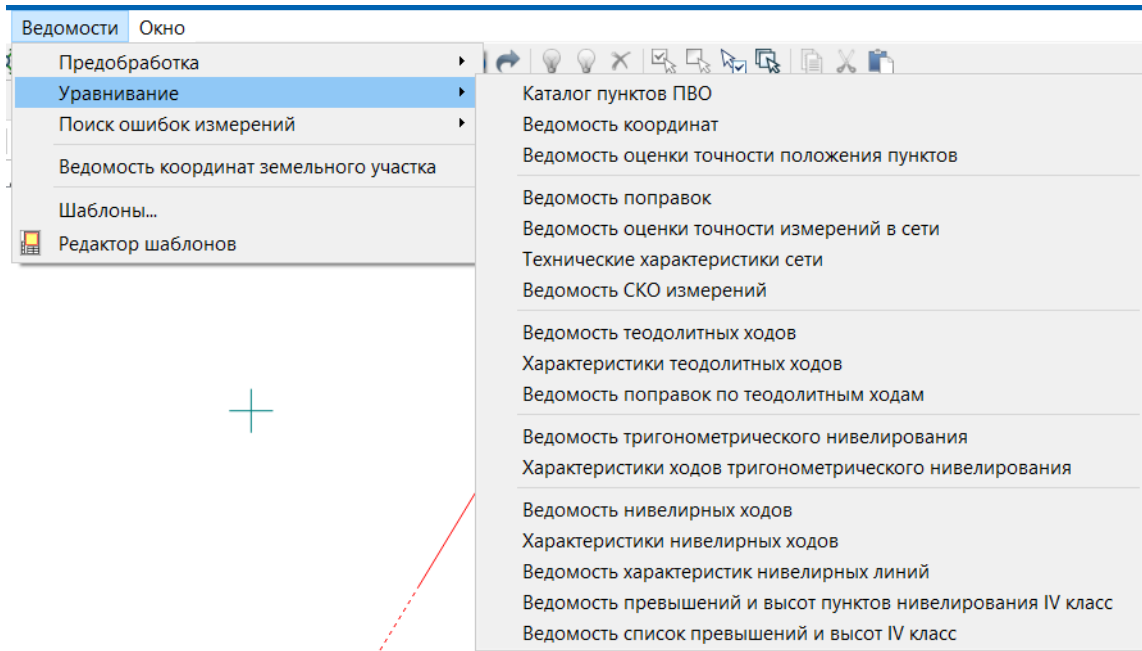 Ведомости Окно
Предобработка
Уравнивание
Поиск ошибок измерений
Ведомость координат земельного участка
Шаблоны...
Редактор шаблонов
Каталог пунктов ПВО
Ведомость координат
Ведомость оценки точности положения пунктов
Ведомость поправок
Ведомость оценки точности измерений в сети
Технические характеристики сети
Ведомость СКО измерений
Ведомость теодолитных ходов
Характеристики теодолитных ходов
Ведомость поправок по теодолитным ходам
Ведомость тригонометрического нивелирования
Характеристики ходов тригонометрического нивелирования
Ведомость нивелирных ходов
Характеристики нивелирных ходов
Ведомость характеристик нивелирных линий
Ведомость превышений и высот пунктов нивелирования IV класс
Ведомость список превышений и высот IV класс